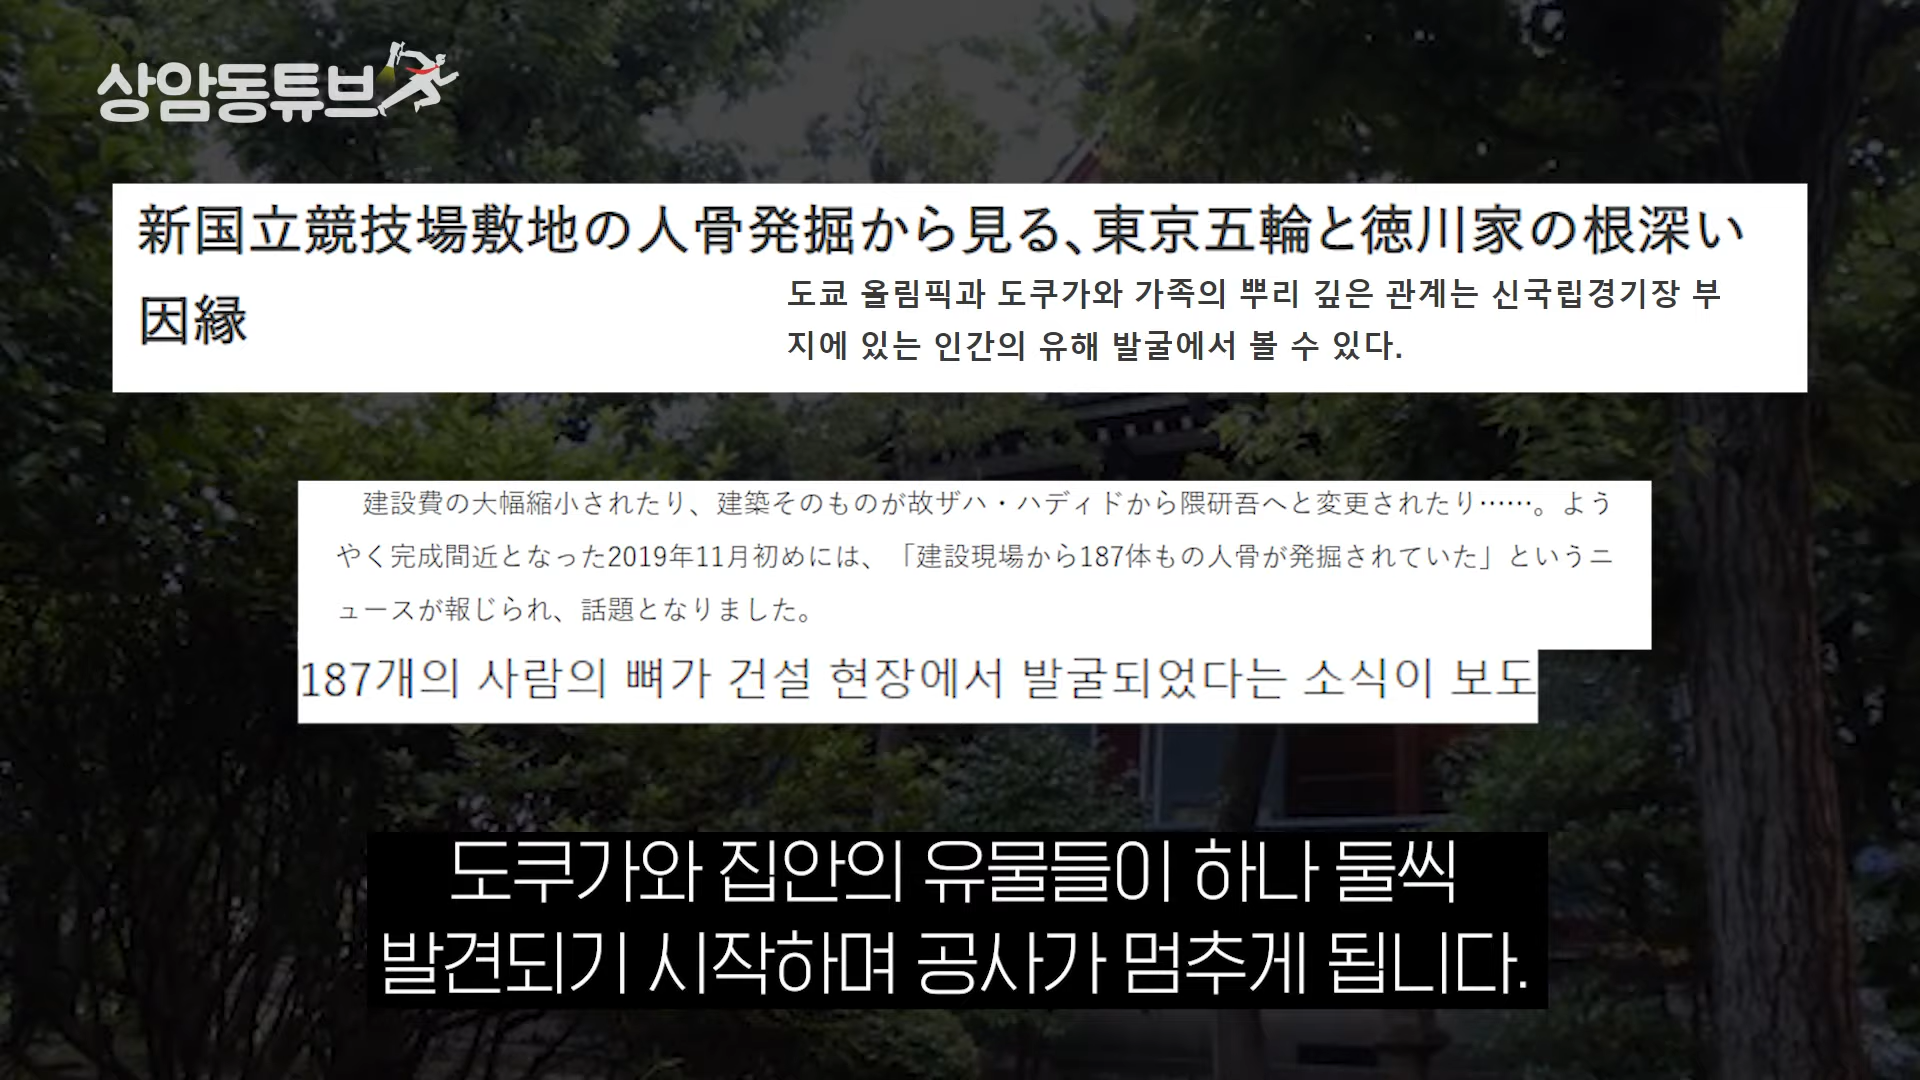 상암동튜브
新国立競技場敷地の人骨発掘から見る、東京五輪と徳川家の根深い
因縁
도쿄 올림픽과 도쿠가와 가족의 뿌리 깊은 관계는 신국립경기장 부
지에 있는 인간의 유해 발굴에서 볼 수 있다.
建設費の大幅縮小されたり、建築そのものが故ザハ・ハディドから隈研吾へと変更されたり……。よう
やく完成間近となった2019年11月初めには、「建設現場から187体もの人骨が発掘されていた」というニ
ュースが報じられ、話題となりました。
187개의 사람의 뼈가 건설 현장에서 발굴되었다는 소식이 보도
도쿠가와 집안의 유물들이 하나 둘씩
발견되기 시작하며 공사가 멈추게 됩니다.